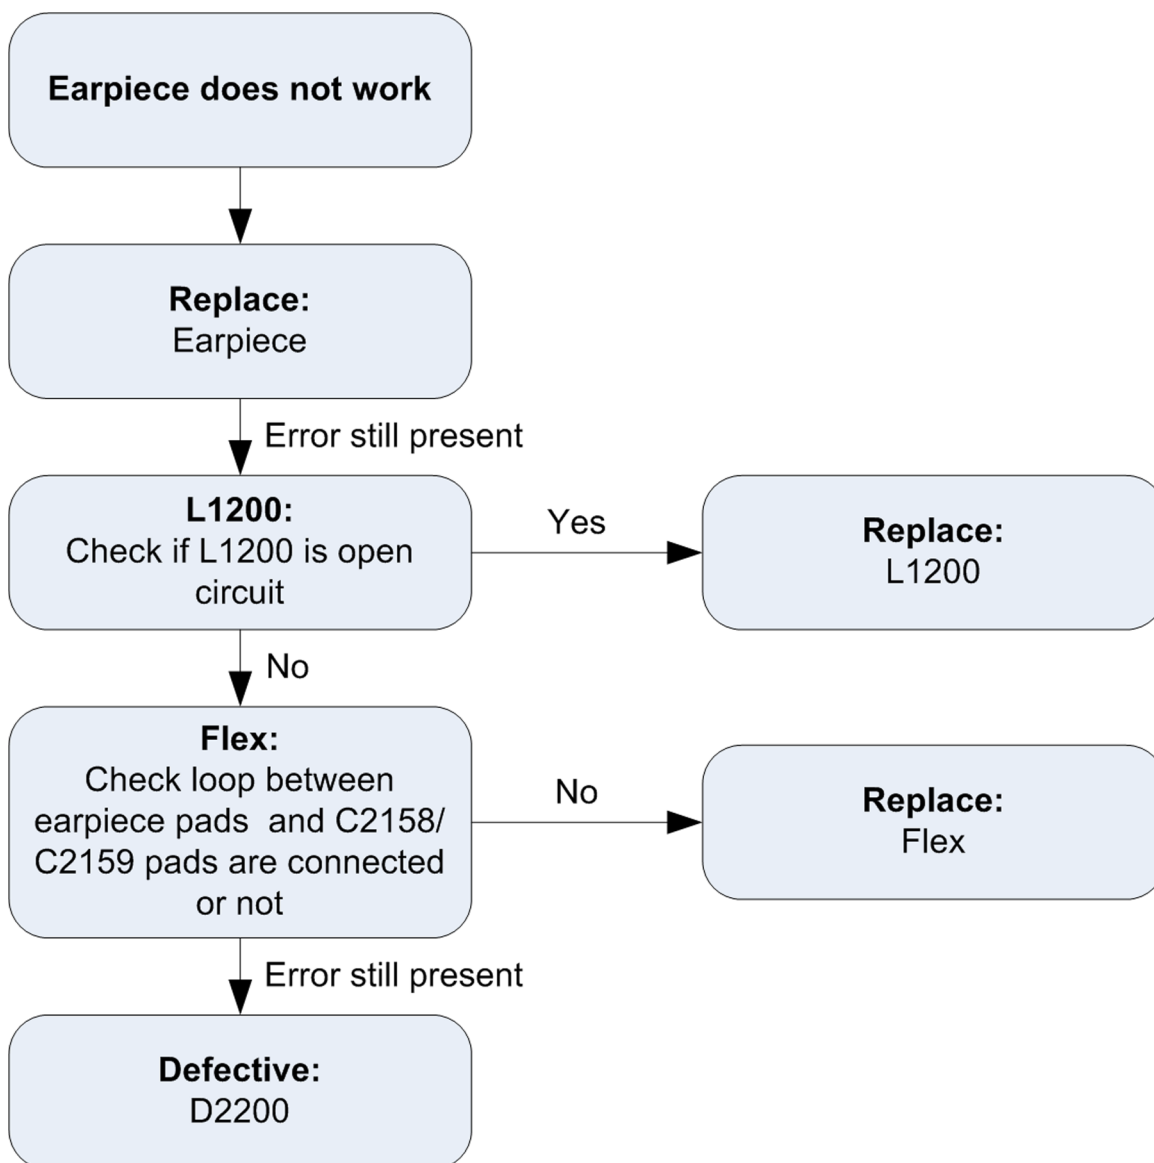 Earpiece does not work
Replace:
Earpiece
Error still present
L1200:
Check if L1200 is open
circuit
Yes
Replace:
L1200
No
Flex:
Check loop between
earpiece pads  and C2158/
C2159 pads are connected
or not
No
Replace:
Flex
Error still present
Defective:
D2200